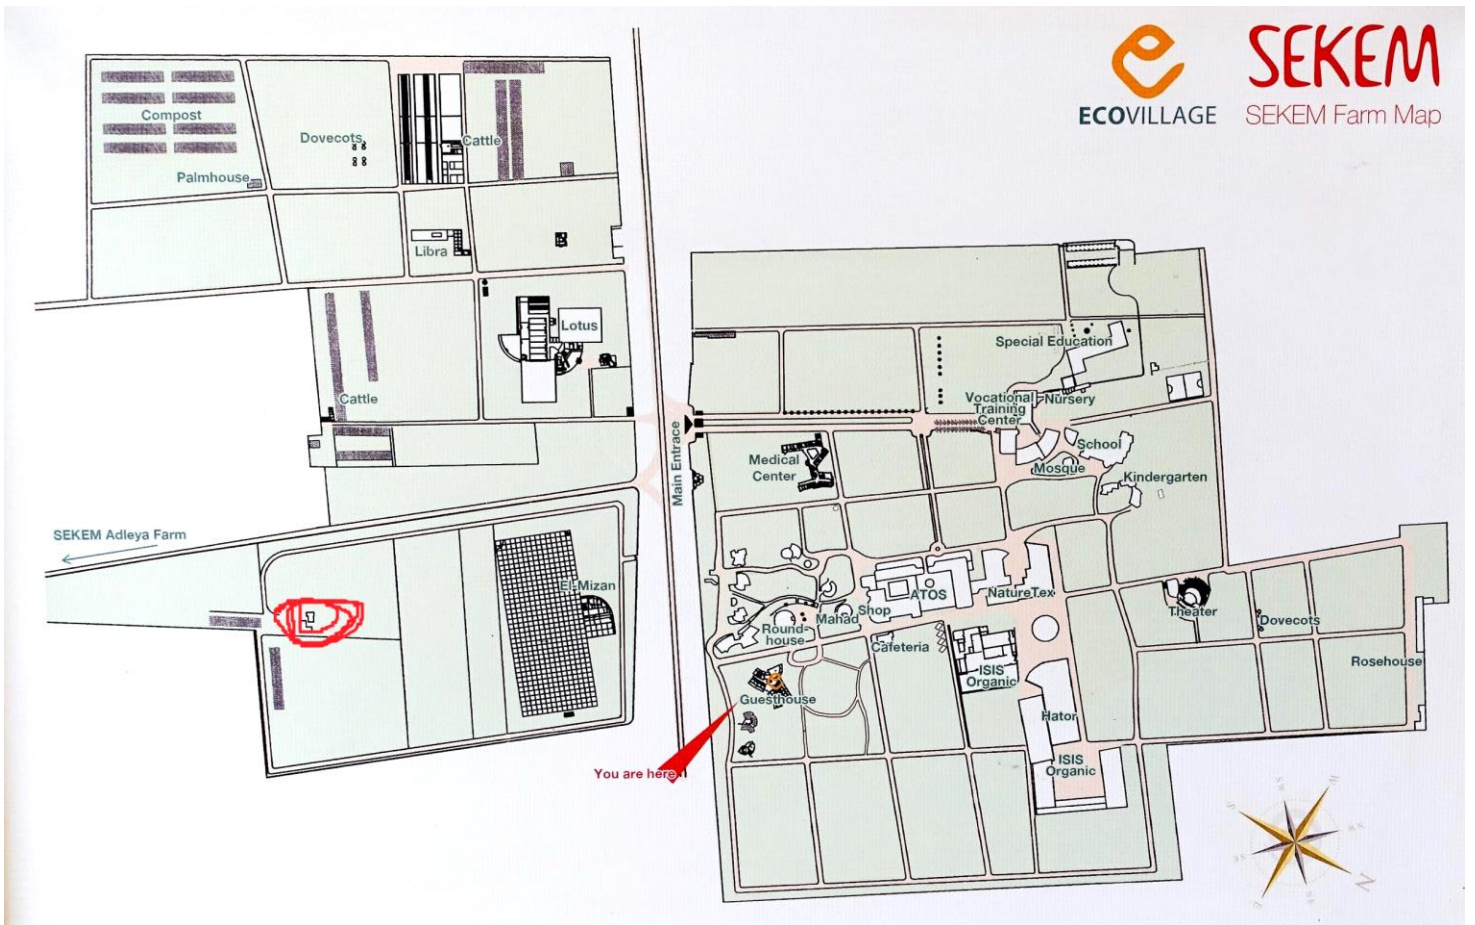 ECOVILLAGE
SEKEM
SEKEM Farm Map
Compost
Dovecots
Cattle
Palmhouse
Libra
Lotus
Cattle
Special Education
Vocational
Training
Center
Nursery
School
Mosque
Kindergarten
Main Entrace
Medical
Center
SEKEM Adleya Farm
El-Mizan
ATOS
NatureTex
Shop
Mahad
Round-
house
Cafeteria
Theater
Dovecots
Rosehouse
ISIS
Organic
Guesthouse
Hator
You are here
ISIS
Organic
W
S
N